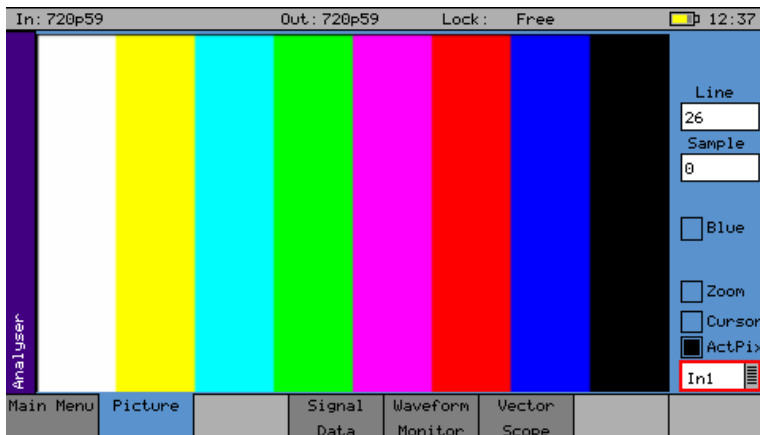 In: 720p59 Out: 720p59 Lock: Free 12:37
Analyser
Line
26
Sample
0
Blue
Zoom
Cursor
ActPix
In1
Main Menu Picture Signal Data Waveform Monitor Vector Scope